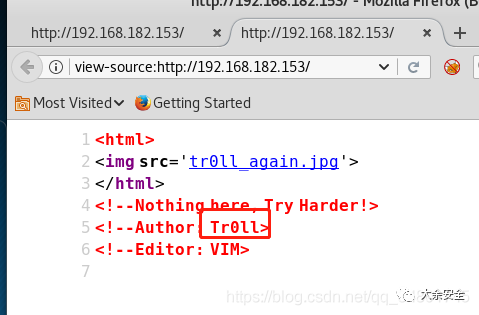 http://192.168.182.153/ - Mozilla Firefox (B
http://192.168.182.153/ × http://192.168.182.153/ × +
view-source:http://192.168.182.153/
Most Visited Getting Started
1 <html>
2 <img src='tr0ll_again.jpg'>
3 </html>
4 <!--Nothing here, Try Harder!>
5 <!--Author: Tr0ll>
6 <!--Editor: VIM>
7
大余安全
https://blog.csdn.net/qq_